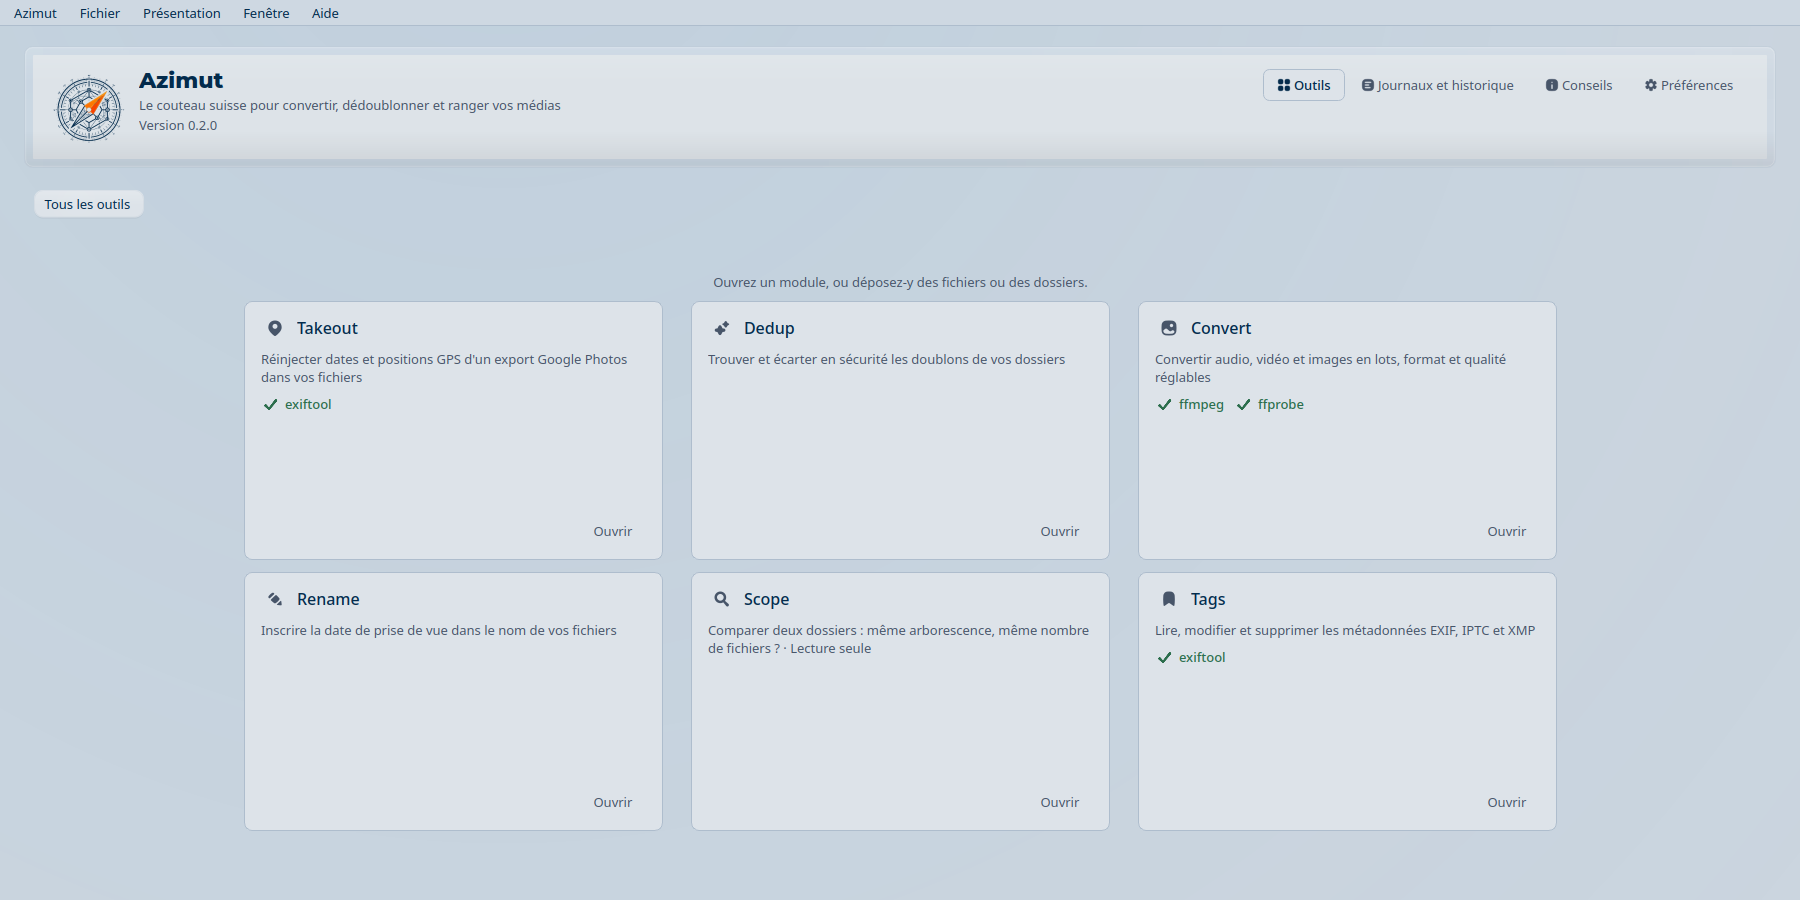 Azimut Fichier Présentation Fenêtre Aide
Azimut
Le couteau suisse pour convertir, dédoublonner et ranger vos médias
Version 0.2.0
Outils Journaux et historique Conseils Préférences
Tous les outils
Ouvrez un module, ou déposez-y des fichiers ou des dossiers.
Takeout
Réinjecter dates et positions GPS d'un export Google Photos
dans vos fichiers
exiftool
Ouvrir
Dedup
Trouver et écarter en sécurité les doublons de vos dossiers
Ouvrir
Convert
Convertir audio, vidéo et images en lots, format et qualité
réglables
ffmpeg ffprobe
Ouvrir
Rename
Inscrire la date de prise de vue dans le nom de vos fichiers
Ouvrir
Scope
Comparer deux dossiers : même arborescence, même nombre
de fichiers ? · Lecture seule
Ouvrir
Tags
Lire, modifier et supprimer les métadonnées EXIF, IPTC et XMP
exiftool
Ouvrir